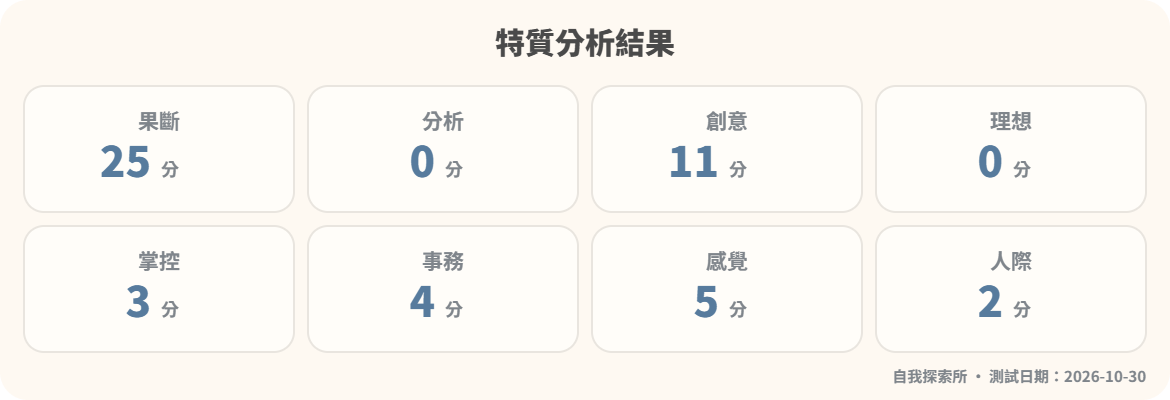 特質分析結果
果斷
25 分
分析
0 分
創意
11 分
理想
0 分
掌控
3 分
事務
4 分
感覺
5 分
人際
2 分
自我探索所 · 測試日期：2026-10-30